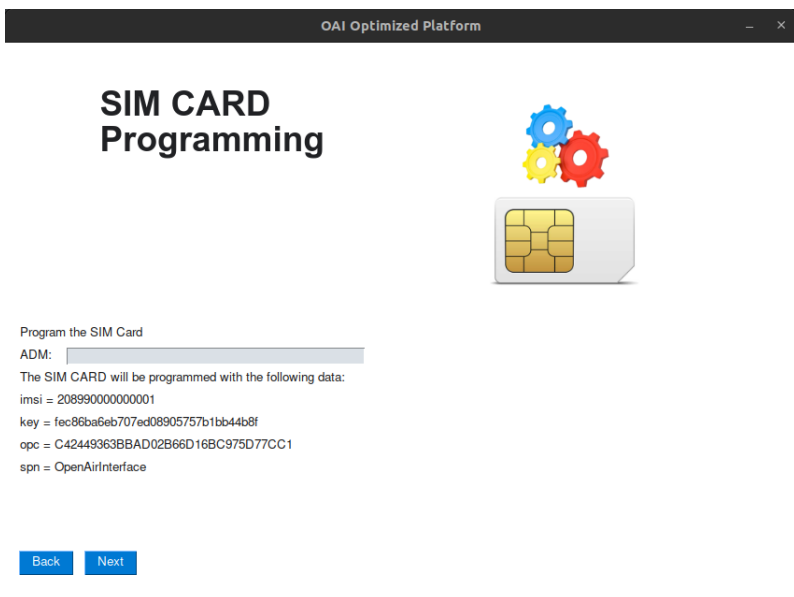 OAI Optimized Platform
SIM CARD
Programming
Program the SIM Card
ADM:
The SIM CARD will be programmed with the following data:
imsi = 208990000000001
key = fec86ba6eb707ed08905757b1bb44b8f
opc = C42449363BBAD02B66D16BC975D77CC1
spn = OpenAirInterface
Back Next